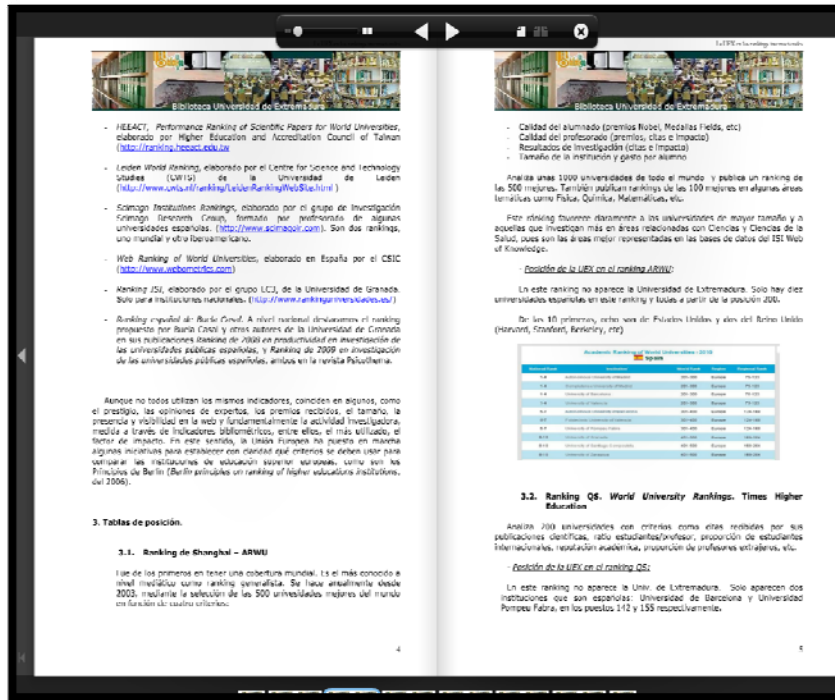 Biblioteca Universidad de Extremadura
- HEEACT, Performance Ranking of Scientific Papers for World Universities,
elaborado por Higher Education and Accreditation Council of Taiwan
(http://ranking.heeact.edu.tw
- Leiden World Ranking, elaborado por el Centre for Science and Technology
Studies (CWTS) de la Universidad de Leiden
(http://www.cwts.nl/ranking/LeidenRankingWebSite.html )
- Scimago Institutions Rankings, elaborado por el grupo de investigación
Scimago Research Group, formado por profesorado de algunas
universidades españolas. (http://www.scimagoir.com). Son dos rankings,
uno mundial y otro iberoamericano.
- Web Ranking of World Universities, elaborado en España por el CSIC
(http://www.webometrics.com)
- Ranking ISI, elaborado por el grupo EC3, de la Universidad de Granada.
Solo para instituciones nacionales. (http://www.rankinguniversidades.es/)
- Ranking español de Buela Casal. A nivel nacional destacamos el ranking
propuesto por Buela Casal y otros autores de la Universidad de Granada
en sus publicaciones Ranking de 2008 en productividad en investigación de
las universidades públicas españolas, y Ranking de 2009 en investigación
de las universidades públicas españolas, ambos en la revista Psicothema.
Aunque no todos utilizan los mismos indicadores, coinciden en algunos, como
el prestigio, las opiniones de expertos, los premios recibidos, el tamaño, la
presencia y visibilidad en la web y fundamentalmente la actividad investigadora,
medida a través de indicadores bibliométricos, entre ellos, el más utilizado, el
factor de impacto. En este sentido, la Unión Europea ha puesto en marcha
algunas iniciativas para establecer con claridad qué criterios se deben usar para
comparar las instituciones de educación superior europeas, como son los
Principios de Berlín (Berlin principles on ranking of higher educations institutions,
del 2006).
3. Tablas de posición.
3.1. Ranking de Shanghai – ARWU
Fue de los primeros en tener una cobertura mundial. Es el más conocido a
nivel mediático como ranking generalista. Se hace anualmente desde
2003, mediante la selección de las 500 univesidades mejores del mundo
en función de cuatro criterios:
4
La UEX en los rankings internacionales
Biblioteca Universidad de Extremadura
- Calidad del alumnado (premios Nobel, Medallas Fields, etc)
- Calidad del profesorado (premios, citas e impacto)
- Resultados de investigación (citas e impacto)
- Tamaño de la institución y gasto por alumno
Analiza unas 1000 universidades de todo el mundo y publica un ranking de
las 500 mejores. También publican rankings de las 100 mejores en algunas áreas
temáticas como Física, Química, Matemáticas, etc.
Este ránking favorece claramente a las universidades de mayor tamaño y a
aquellas que investigan más en áreas relacionadas con Ciencias y Ciencias de la
Salud, pues son las áreas mejor representadas en las bases de datos del ISI Web
of Knowledge.
- Posición de la UEX en el ranking ARWU:
En este ranking no aparece la Universidad de Extremadura. Solo hay diez
universidades españolas en este ranking y todas a partir de la posición 200.
De las 10 primeras, ocho son de Estados Unidos y dos del Reino Unido
(Harvard, Stanford, Berkeley, etc)
Academic Ranking of World Universities - 2010
Spain
National Rank Institution World Rank Region Regional Rank
3.2. Ranking QS. World University Rankings. Times Higher
Education
Analiza 200 universidades con criterios como citas recibidas por sus
publicaciones científicas, ratio estudiantes/profesor, proporción de estudiantes
internacionales, reputación académica, proporción de profesores extrajeros, etc.
- Posición de la UEX en el ranking QS:
En este ranking no aparece la Univ. de Extremadura. Solo aparecen dos
instituciones que son españolas: Universidad de Barcelona y Universidad
Pompeu Fabra, en los puestos 142 y 155 respectivamente.
5